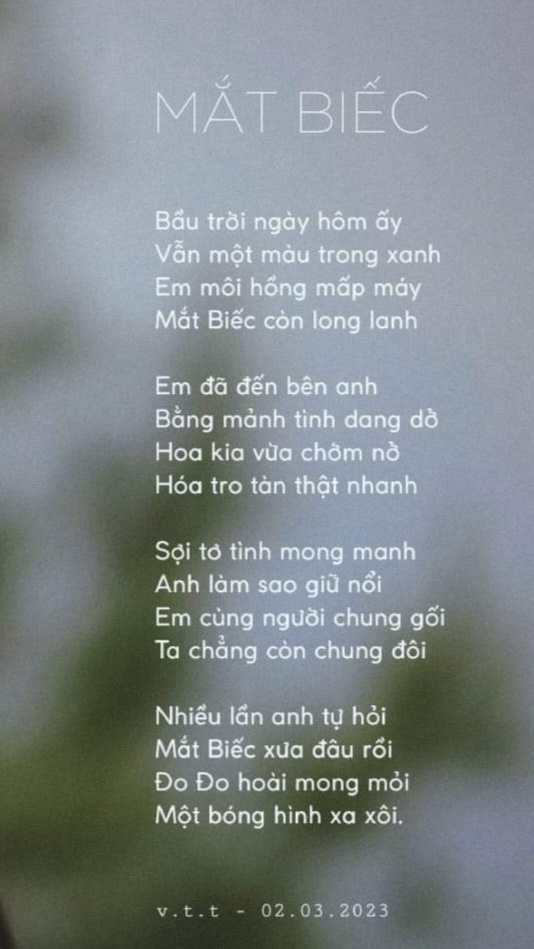 MẮT BIẾC
Bầu trời ngày hôm ấy
Vẫn một màu trong xanh
Em môi hồng mấp máy
Mắt Biếc còn long lanh
Em đã đến bên anh
Bằng mảnh tình dang dở
Hoa kia vừa chớm nở
Hóa tro tàn thật nhanh
Sợi tơ tình mong manh
Anh làm sao giữ nổi
Em cùng người chung gối
Ta chẳng còn chung đôi
Nhiều lần anh tự hỏi
Mắt Biếc xưa đâu rồi
Đo Đo hoài mong mỏi
Một bóng hình xa xôi.
v.t.t - 02.03.2023